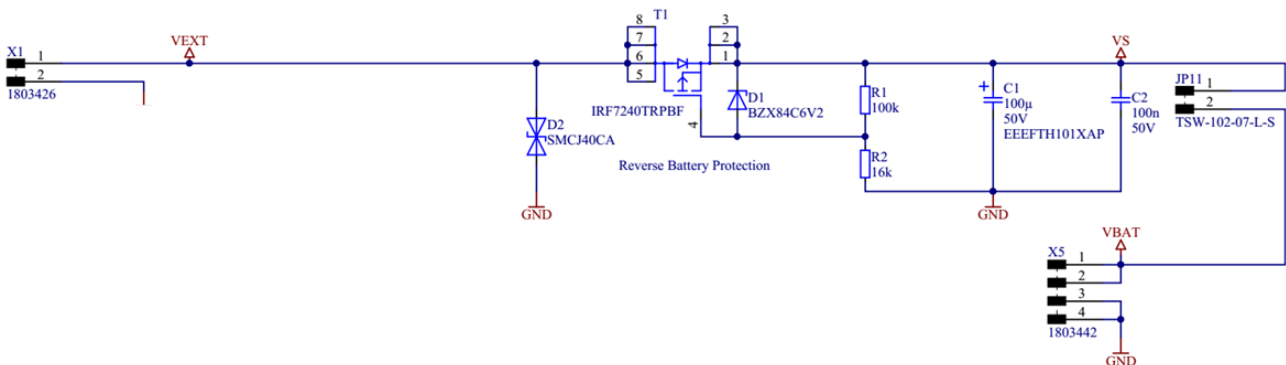 X1
1
2
1803426
VEXT
D2
SMCJ40CA
GND
T1
8
7
6
5
3
2
1
4
IRF7240TRPBF
D1
BZX84C6V2
Reverse Battery Protection
R1
100k
R2
16k
+
C1
100µ
50V
EEEFTH101XAP
GND
VS
C2
100n
50V
JP11
1
2
TSW-102-07-L-S
VBAT
X5
1
2
3
4
1803442
GND